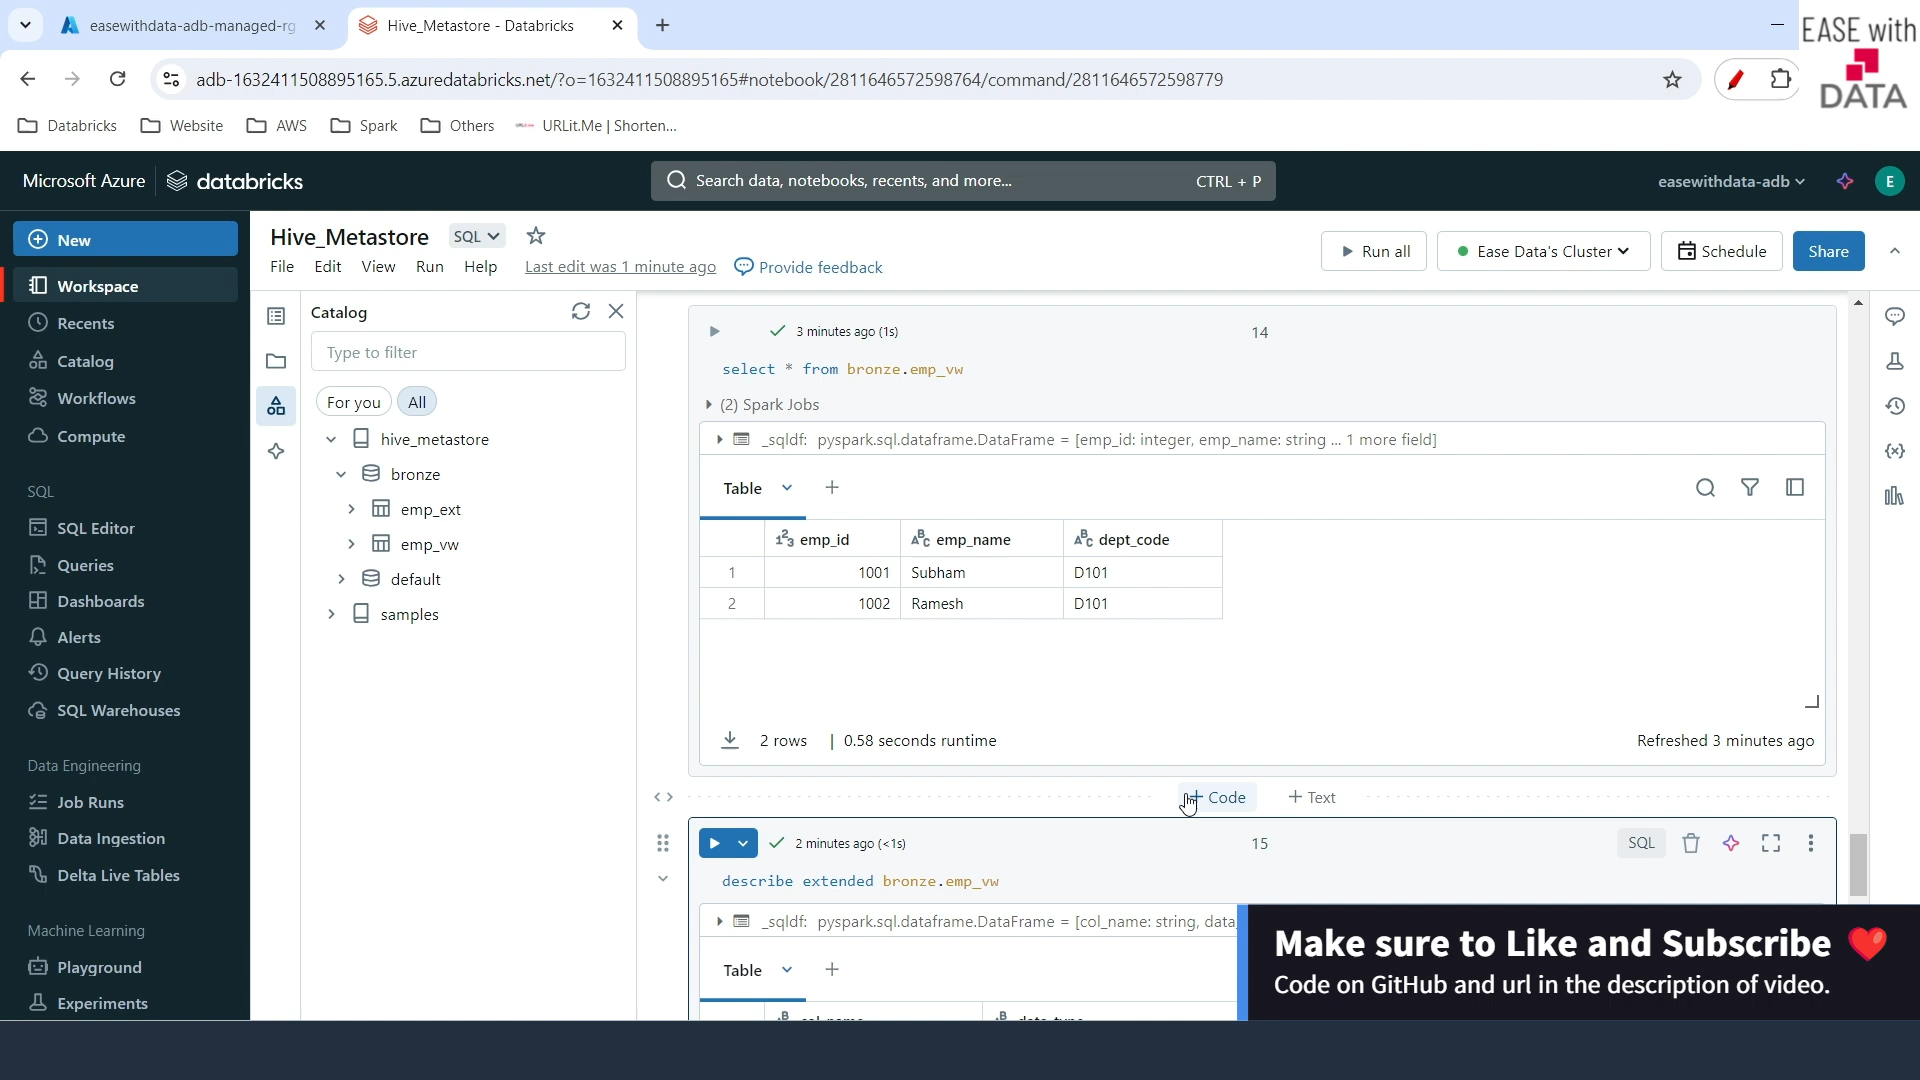 easewithdata-adb-managed-rg
Hive_Metastore - Databricks
EASE with
DATA
adb-1632411508895165.5.azuredatabricks.net/?o=1632411508895165#notebook/2811646572598764/command/2811646572598779
Databricks
Website
AWS
Spark
Others
URLit.Me | Shorten...
Microsoft Azure
databricks
Search data, notebooks, recents, and more...
CTRL + P
easewithdata-adb
E
New
Workspace
Recents
Catalog
Workflows
Compute
SQL
SQL Editor
Queries
Dashboards
Alerts
Query History
SQL Warehouses
Data Engineering
Job Runs
Data Ingestion
Delta Live Tables
Machine Learning
Playground
Experiments
Hive_Metastore
SQL
File
Edit
View
Run
Help
Last edit was 1 minute ago
Provide feedback
Run all
Ease Data's Cluster
Schedule
Share
Catalog
Type to filter
For you
All
hive_metastore
bronze
emp_ext
emp_vw
default
samples
3 minutes ago (1s)
14
select * from bronze.emp_vw
(2) Spark Jobs
_sqldf: pyspark.sql.dataframe.DataFrame = [emp_id: integer, emp_name: string ... 1 more field]
Table
emp_id
emp_name
dept_code
1 1001 Subham D101
2 1002 Ramesh D101
2 rows | 0.58 seconds runtime
Refreshed 3 minutes ago
+ Code
+ Text
2 minutes ago (<1s)
15
SQL
describe extended bronze.emp_vw
_sqldf: pyspark.sql.dataframe.DataFrame = [col_name: string, data_
Table
Make sure to Like and Subscribe
Code on GitHub and url in the description of video.